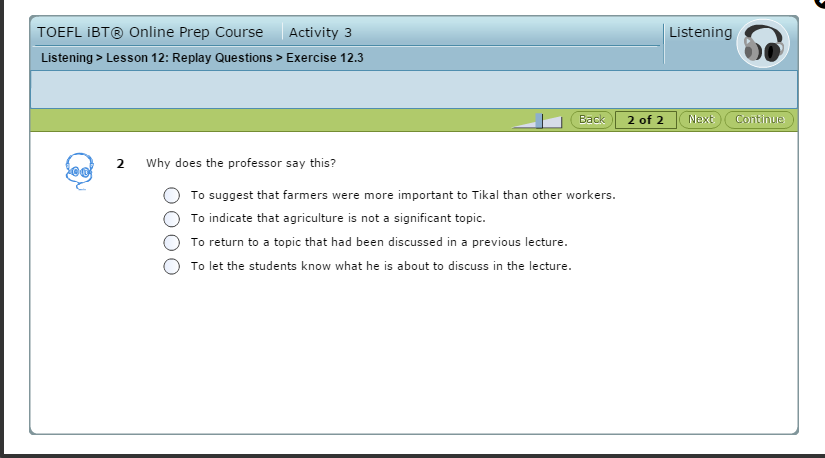 TOEFL iBT® Online Prep Course Activity 3 Listening
Listening > Lesson 12: Replay Questions > Exercise 12.3
Back 2 of 2 Next Continue
2 Why does the professor say this?
To suggest that farmers were more important to Tikal than other workers.
To indicate that agriculture is not a significant topic.
To return to a topic that had been discussed in a previous lecture.
To let the students know what he is about to discuss in the lecture.